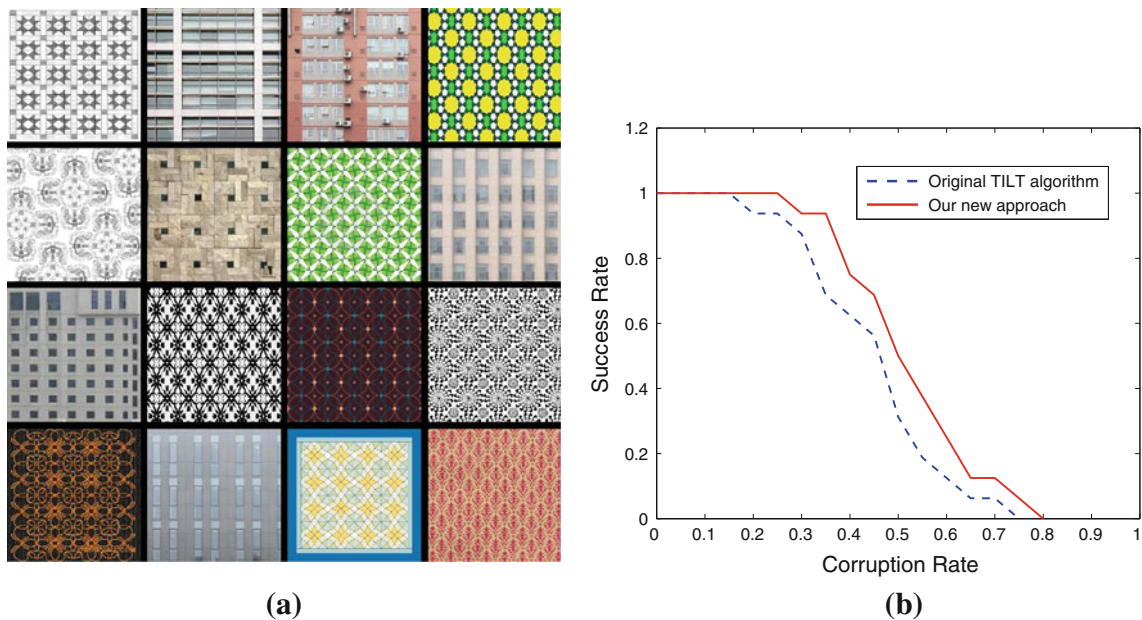 1.2
1
0.8
0.6
0.4
0.2
0
Success Rate
Original TILT algorithm
Our new approach
0 0.1 0.2 0.3 0.4 0.5 0.6 0.7 0.8 0.9 1
Corruption Rate
(a)
(b)